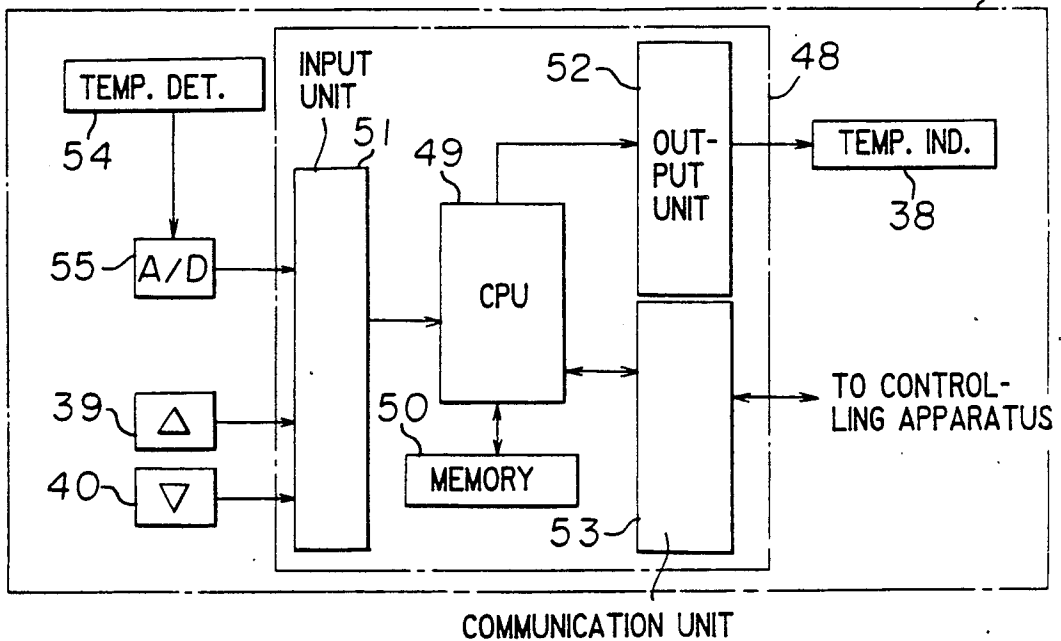 TEMP. DET.
54
INPUT
UNIT
51
55
A/D
39
△
40
▽
49
CPU
50
MEMORY
52
OUT-
PUT
UNIT
48
TEMP. IND.
38
53
TO CONTROL-
LING APPARATUS
COMMUNICATION UNIT